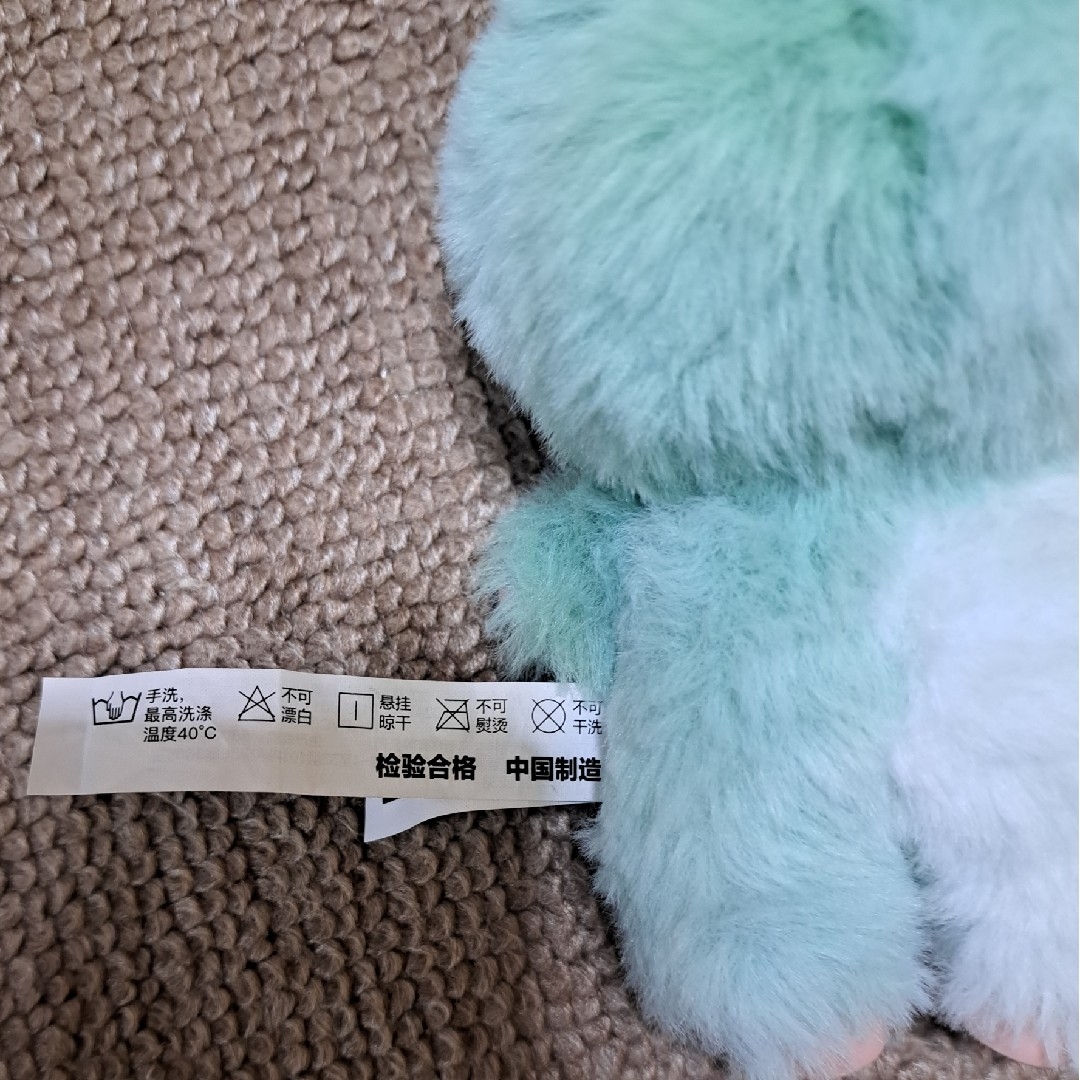 手洗,
最高洗涤
温度40°C
不可
漂白
悬挂
晾干
不可
熨烫
不可
干洗
检验合格 中国制造